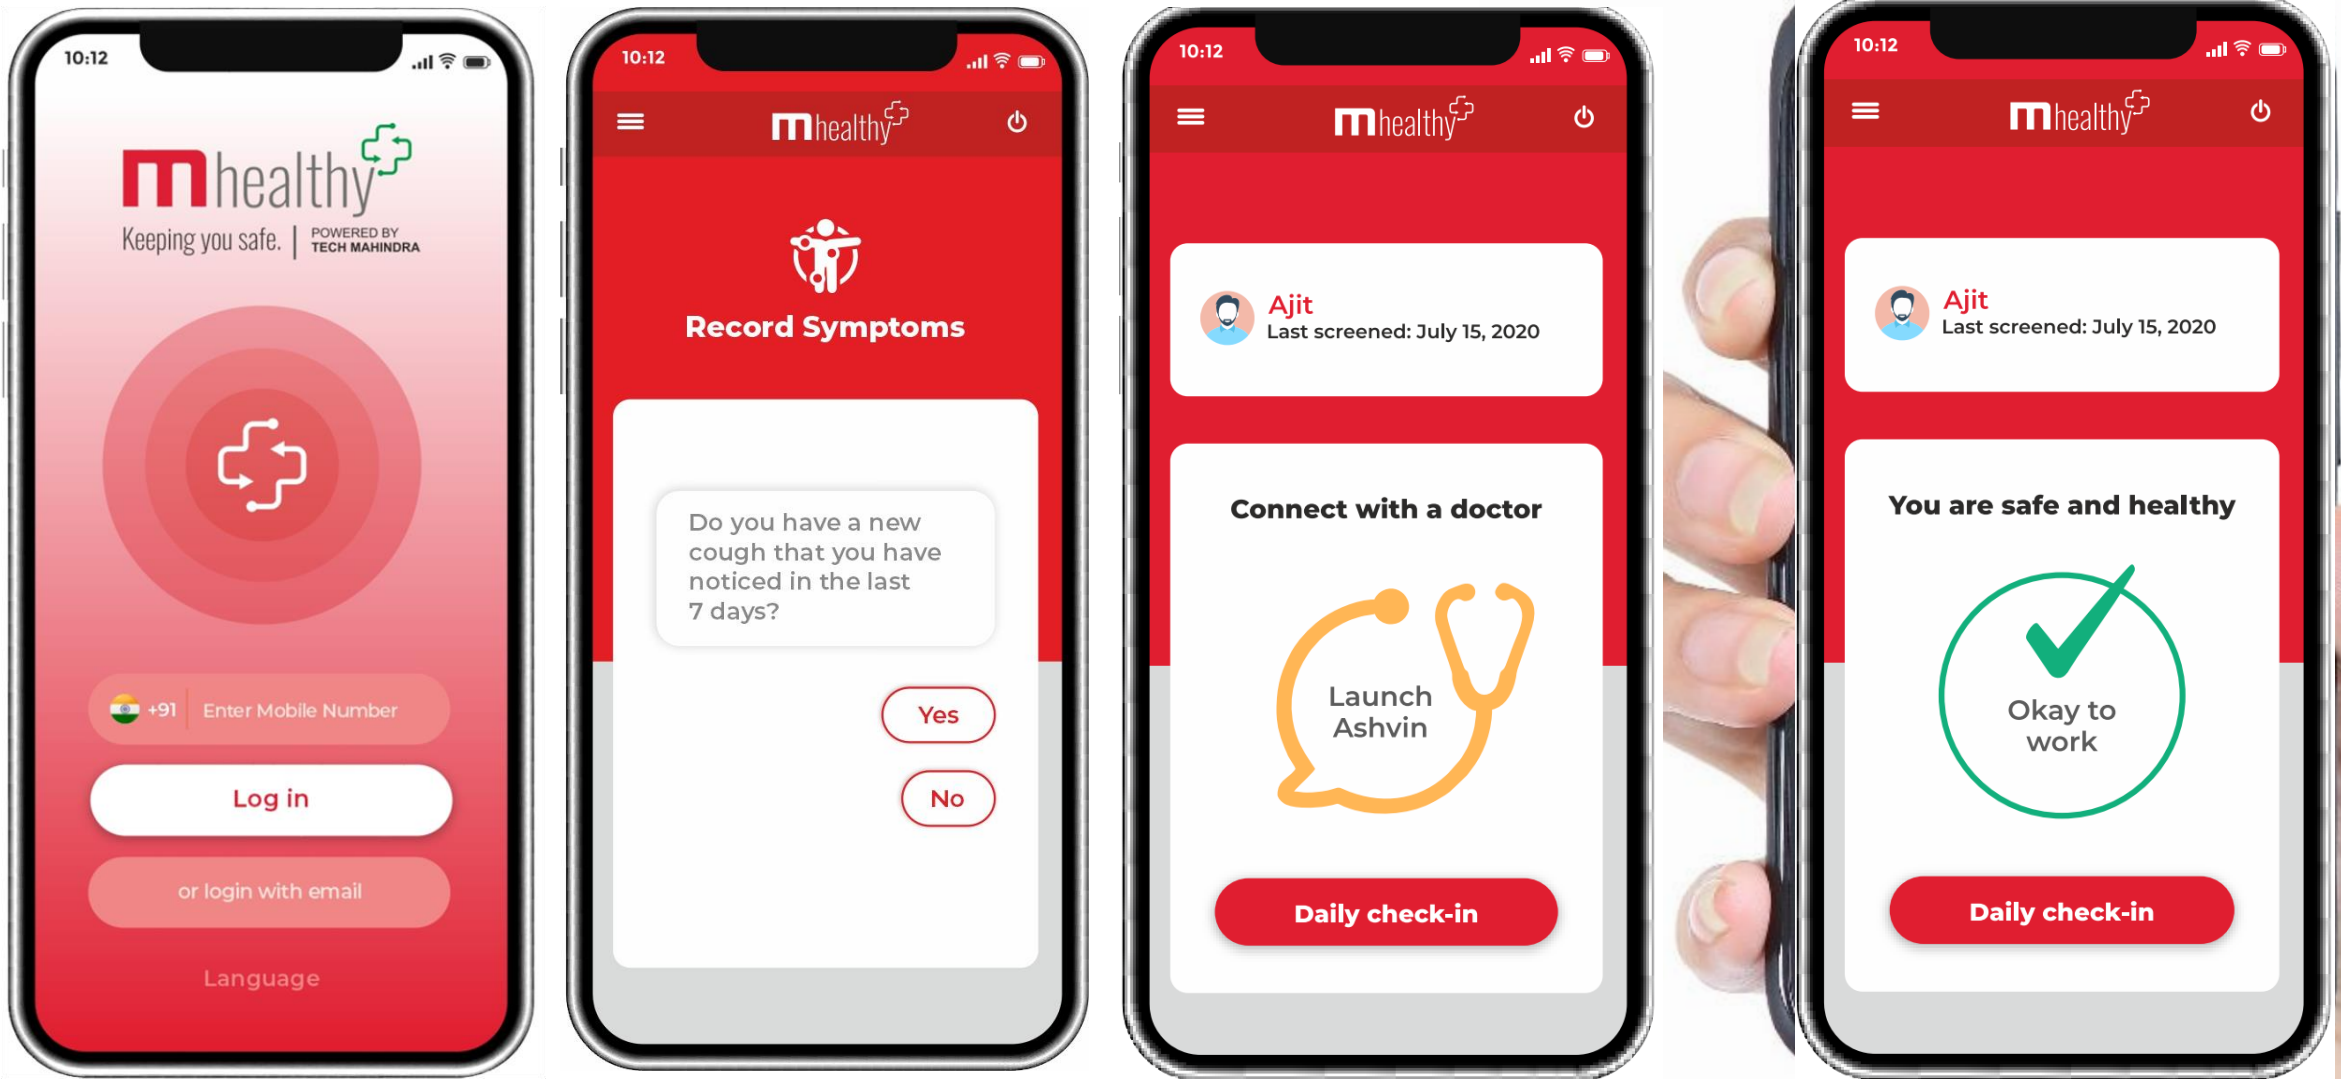 10:12
mhealthy
Keeping you safe. | POWERED BY
TECH MAHINDRA
+91 Enter Mobile Number
Log in
or login with email
Language
10:12
mhealthy
Record Symptoms
Do you have a new
cough that you have
noticed in the last
7 days?
Yes
No
10:12
mhealthy
Ajit
Last screened: July 15, 2020
Connect with a doctor
Launch
Ashvin
Daily check-in
10:12
mhealthy
Ajit
Last screened: July 15, 2020
You are safe and healthy
Okay to
work
Daily check-in